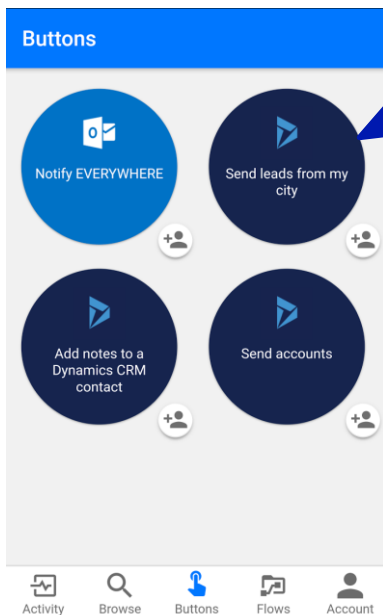 Buttons
Notify EVERYWHERE
Send leads from my
city
Add notes to a
Dynamics CRM
contact
Send accounts
Activity
Browse
Buttons
Flows
Account